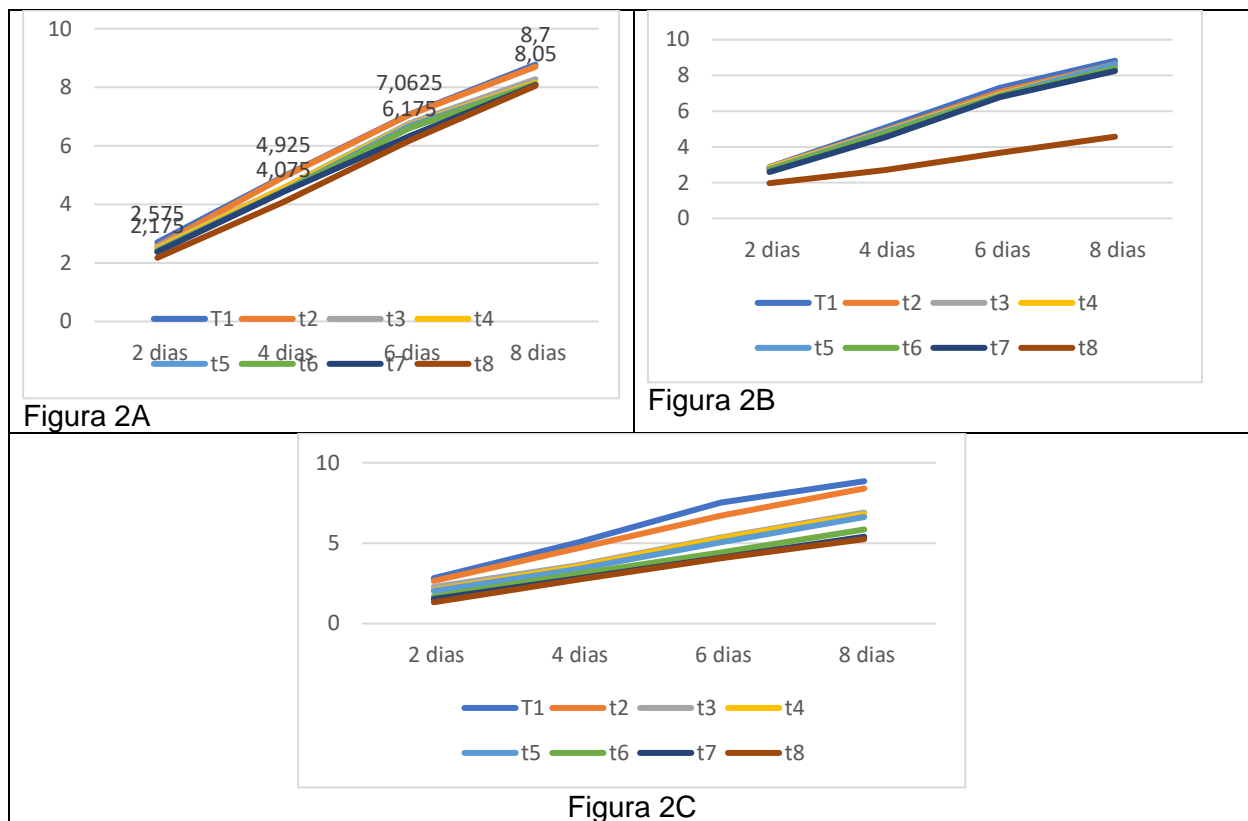 10
8
6
4
2
0
8,7
8,05
7,0625
6,175
4,925
4,075
2,575
2,175
2 dias 4 dias 6 dias 8 dias
T1 t2 t3 t4
t5 t6 t7 t8
Figura 2A
10
8
6
4
2
0
2 dias 4 dias 6 dias 8 dias
T1 t2 t3 t4
t5 t6 t7 t8
Figura 2B
10
5
0
2 dias 4 dias 6 dias 8 dias
T1 t2 t3 t4
t5 t6 t7 t8
Figura 2C